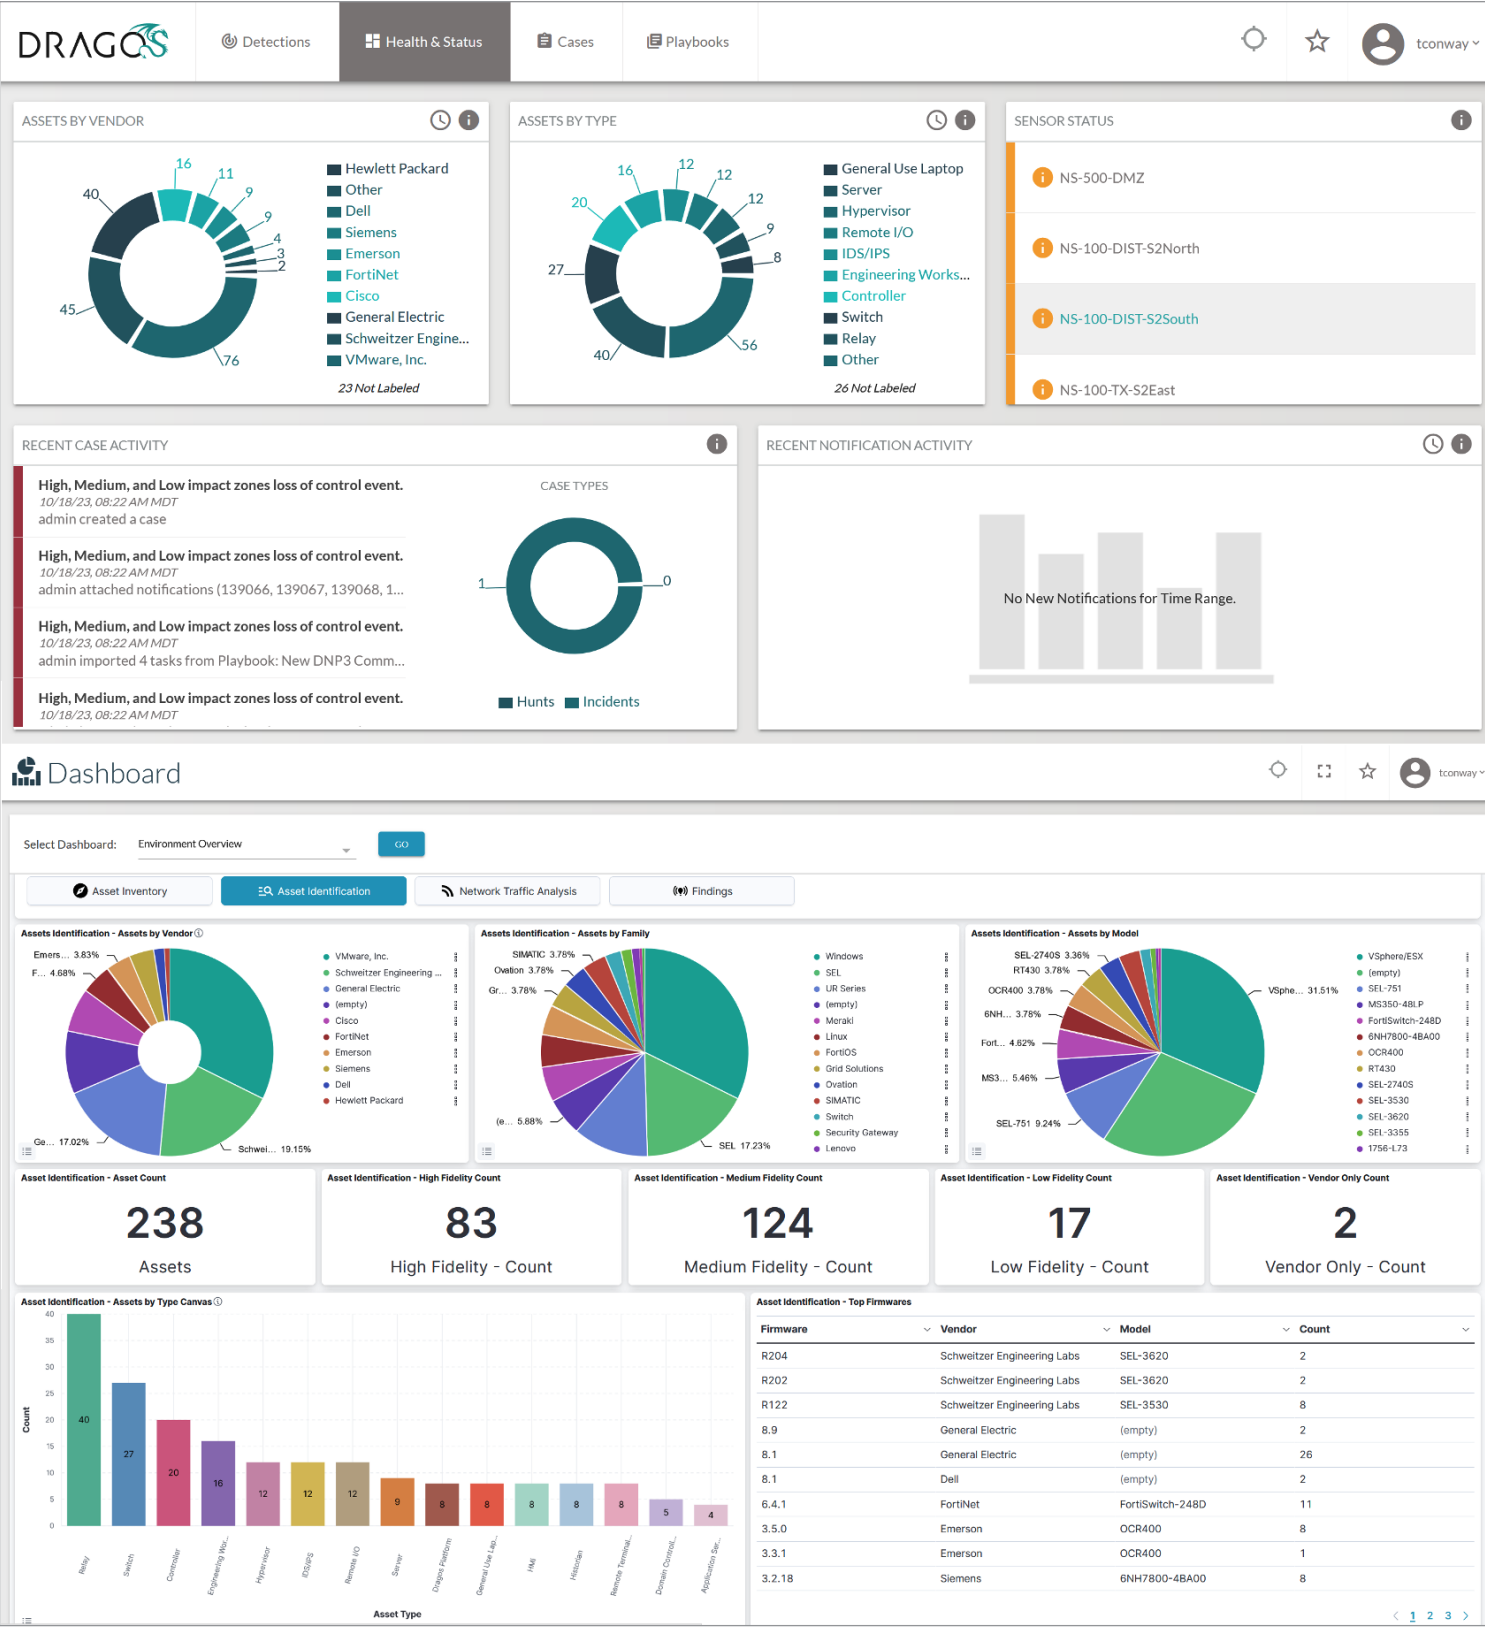 DRAGOS
Detections
Health & Status
Cases
Playbooks
tconway
ASSETS BY VENDOR
16
11
9
9
4
3
2
40
45
76
Hewlett Packard
Other
Dell
Siemens
Emerson
FortiNet
Cisco
General Electric
Schweitzer Engine...
VMware, Inc.
23 Not Labeled
ASSETS BY TYPE
12
16
12
20
12
9
8
27
40
56
General Use Laptop
Server
Hypervisor
Remote I/O
IDS/IPS
Engineering Works...
Controller
Switch
Relay
Other
26 Not Labeled
SENSOR STATUS
NS-500-DMZ
NS-100-DIST-S2North
NS-100-DIST-S2South
NS-100-TX-S2East
RECENT CASE ACTIVITY
High, Medium, and Low impact zones loss of control event.
10/18/23, 08:22 AM MDT
admin created a case
High, Medium, and Low impact zones loss of control event.
10/18/23, 08:22 AM MDT
admin attached notifications (139066, 139067, 139068, 1...
High, Medium, and Low impact zones loss of control event.
10/18/23, 08:22 AM MDT
admin imported 4 tasks from Playbook: New DNP3 Comm...
High, Medium, and Low impact zones loss of control event.
10/18/23, 08:22 AM MDT
CASE TYPES
1
0
Hunts Incidents
RECENT NOTIFICATION ACTIVITY
No New Notifications for Time Range.
Dashboard
tconway
Select Dashboard: Environment Overview GO
Asset Inventory
Asset Identification
Network Traffic Analysis
Findings
Assets Identification - Assets by Vendor
Emers... 3.83%
F... 4.68%
Ge... 17.02%
Schwei... 19.15%
VMware, Inc.
Schweitzer Engineering ...
General Electric
(empty)
Cisco
FortiNet
Emerson
Siemens
Dell
Hewlett Packard
Assets Identification - Assets by Family
SIMATIC 3.78%
Ovation 3.78%
Gr... 3.78%
(e... 5.88%
SEL 17.23%
Windows
SEL
UR Series
(empty)
Meraki
Linux
FortiOS
Grid Solutions
Ovation
SIMATIC
Switch
Security Gateway
Lenovo
Assets Identification - Assets by Model
SEL-2740S 3.36%
RT430 3.78%
OCR400 3.78%
6NH... 3.78%
Fort... 4.62%
MS3... 5.46%
SEL-751 9.24%
VSphe... 31.51%
VSphere/ESX
(empty)
SEL-751
MS350-48LP
FortiSwitch-248D
6NH7800-4BA00
OCR400
RT430
SEL-2740S
SEL-3530
SEL-3620
SEL-3355
1756-L73
Asset Identification - Asset Count
238
Assets
Asset Identification - High Fidelity Count
83
High Fidelity - Count
Asset Identification - Medium Fidelity Count
124
Medium Fidelity - Count
Asset Identification - Low Fidelity Count
17
Low Fidelity - Count
Asset Identification - Vendor Only Count
2
Vendor Only - Count
Asset Identification - Assets by Type Canvas
40
35
30
25
20
15
10
5
0
Count
40
27
20
16
12
12
12
9
8
8
8
8
8
5
4
Relay
Switch
Controller
Engineering Wor...
Hypervisor
IDS/IPS
Remote I/O
Server
Dragos Platform
General Use Lap...
HMI
Historian
Remote Terminal...
Domain Controll...
Application Ser...
Asset Type
Asset Identification - Top Firmwares
Firmware Vendor Model Count
R204 Schweitzer Engineering Labs SEL-3620 2
R202 Schweitzer Engineering Labs SEL-3620 2
R122 Schweitzer Engineering Labs SEL-3530 8
8.9 General Electric (empty) 2
8.1 General Electric (empty) 26
8.1 Dell (empty) 2
6.4.1 FortiNet FortiSwitch-248D 11
3.5.0 Emerson OCR400 8
3.3.1 Emerson OCR400 1
3.2.18 Siemens 6NH7800-4BA00 8
1 2 3